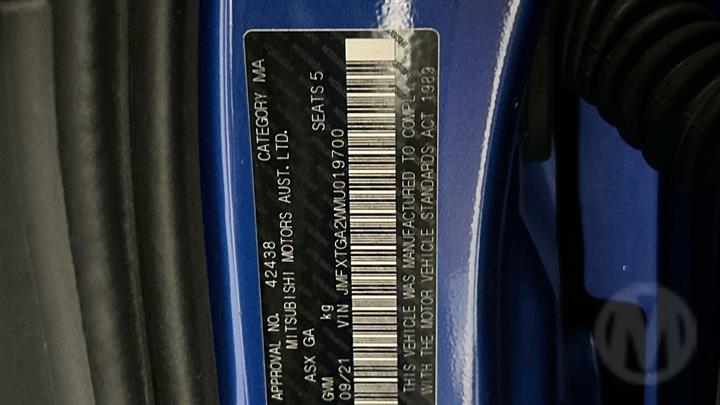 APPROVAL NO. 42438 CATEGORY MA
MITSUBISHI MOTORS AUST. LTD.
ASX GA SEATS 5
GVM kg
09/21 VIN JMFXTGA2WMU019700
THIS VEHICLE WAS MANUFACTURED TO COMPLY
WITH THE MOTOR VEHICLE STANDARDS ACT 1989
M